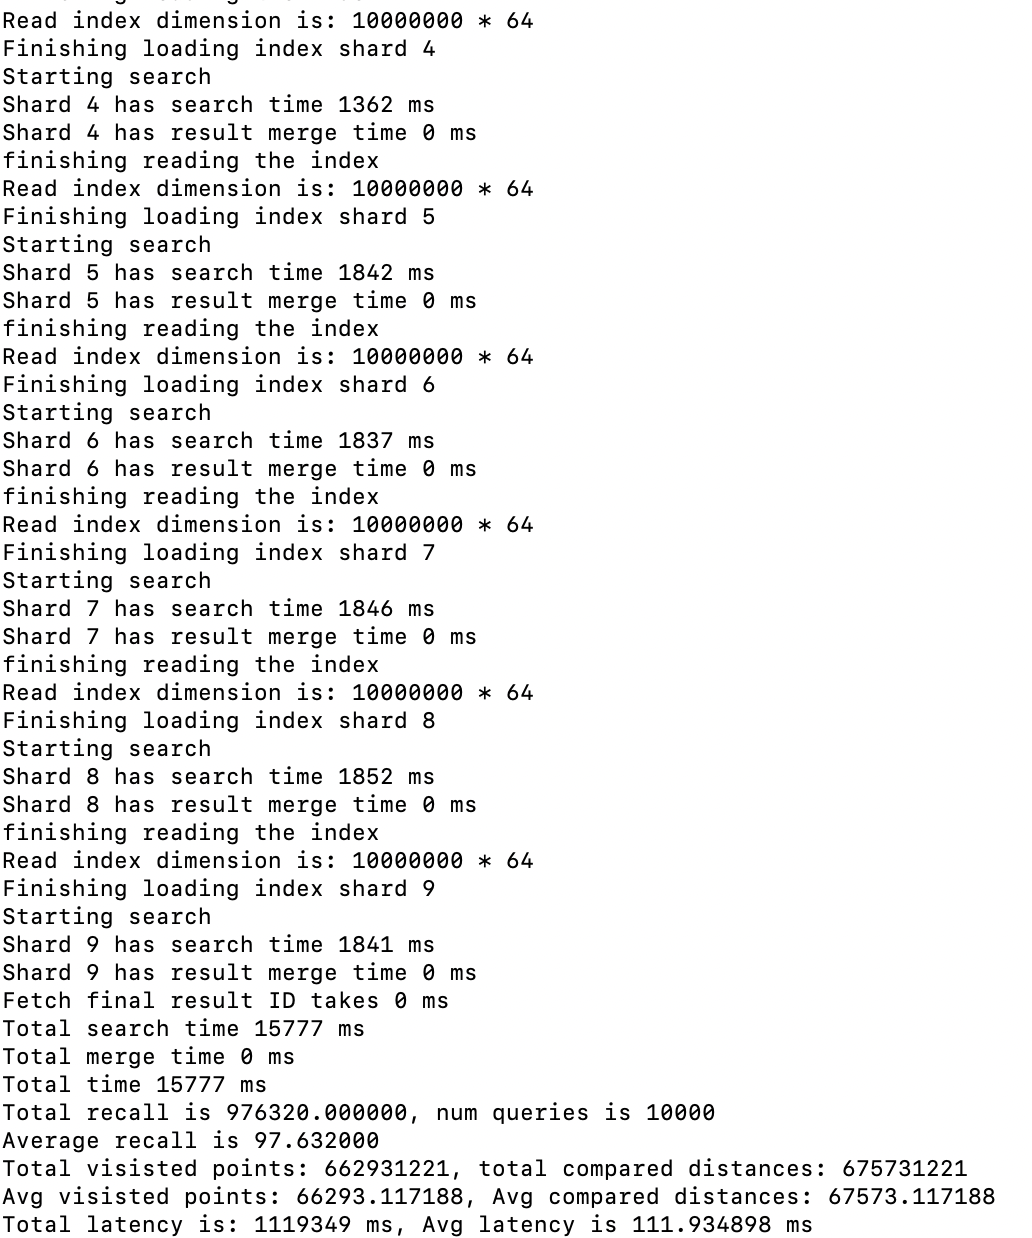 Read index dimension is: 10000000 * 64
Finishing loading index shard 4
Starting search
Shard 4 has search time 1362 ms
Shard 4 has result merge time 0 ms
finishing reading the index
Read index dimension is: 10000000 * 64
Finishing loading index shard 5
Starting search
Shard 5 has search time 1842 ms
Shard 5 has result merge time 0 ms
finishing reading the index
Read index dimension is: 10000000 * 64
Finishing loading index shard 6
Starting search
Shard 6 has search time 1837 ms
Shard 6 has result merge time 0 ms
finishing reading the index
Read index dimension is: 10000000 * 64
Finishing loading index shard 7
Starting search
Shard 7 has search time 1846 ms
Shard 7 has result merge time 0 ms
finishing reading the index
Read index dimension is: 10000000 * 64
Finishing loading index shard 8
Starting search
Shard 8 has search time 1852 ms
Shard 8 has result merge time 0 ms
finishing reading the index
Read index dimension is: 10000000 * 64
Finishing loading index shard 9
Starting search
Shard 9 has search time 1841 ms
Shard 9 has result merge time 0 ms
Fetch final result ID takes 0 ms
Total search time 15777 ms
Total merge time 0 ms
Total time 15777 ms
Total recall is 976320.000000, num queries is 10000
Average recall is 97.632000
Total visisted points: 662931221, total compared distances: 675731221
Avg visisted points: 66293.117188, Avg compared distances: 67573.117188
Total latency is: 1119349 ms, Avg latency is 111.934898 ms